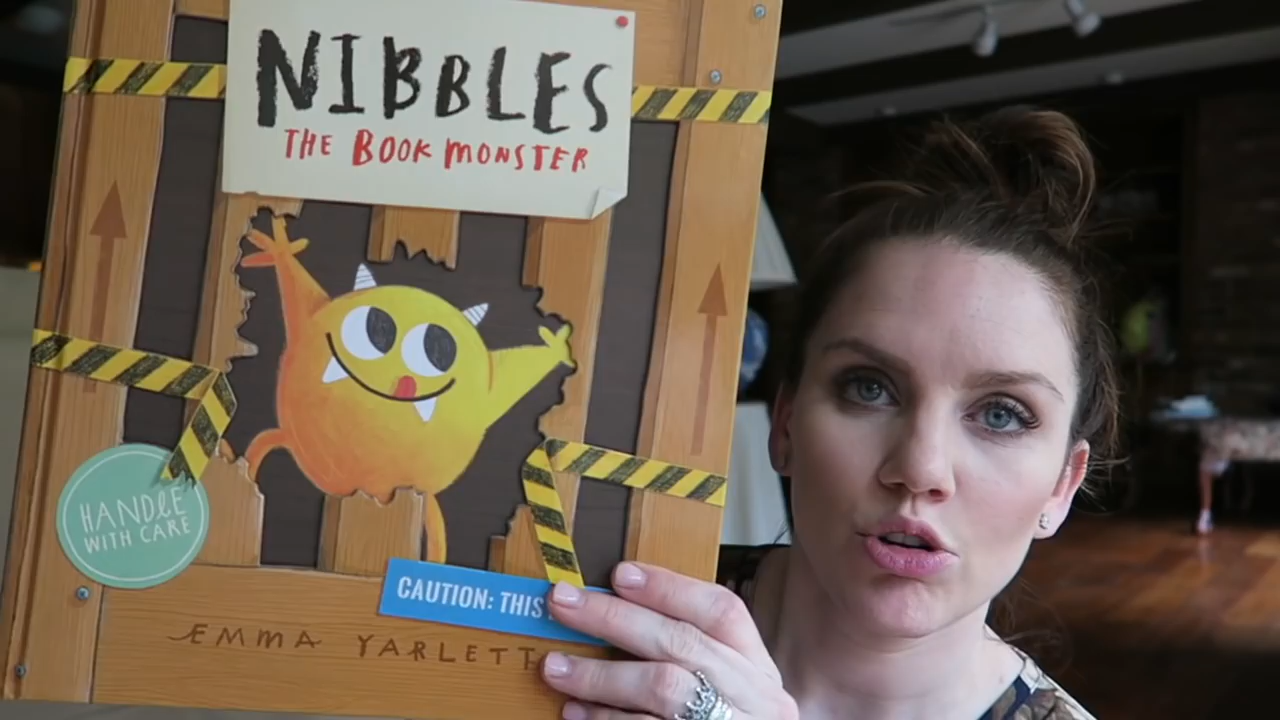 NIBBLES
THE BOOK MONSTER
HANDLE
WITH CARE
CAUTION: THIS
EMMA YARLETT